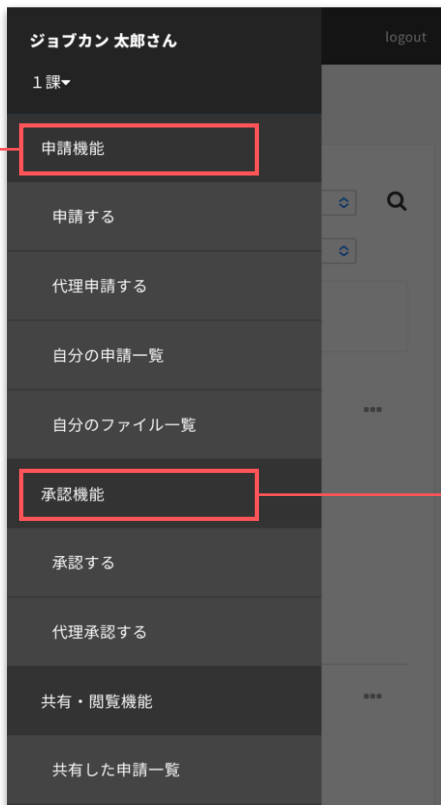 ジョブカン 太郎さん
logout
1課▾
申請機能
申請する
代理申請する
自分の申請一覧
自分のファイル一覧
承認機能
承認する
代理承認する
共有・閲覧機能
共有した申請一覧